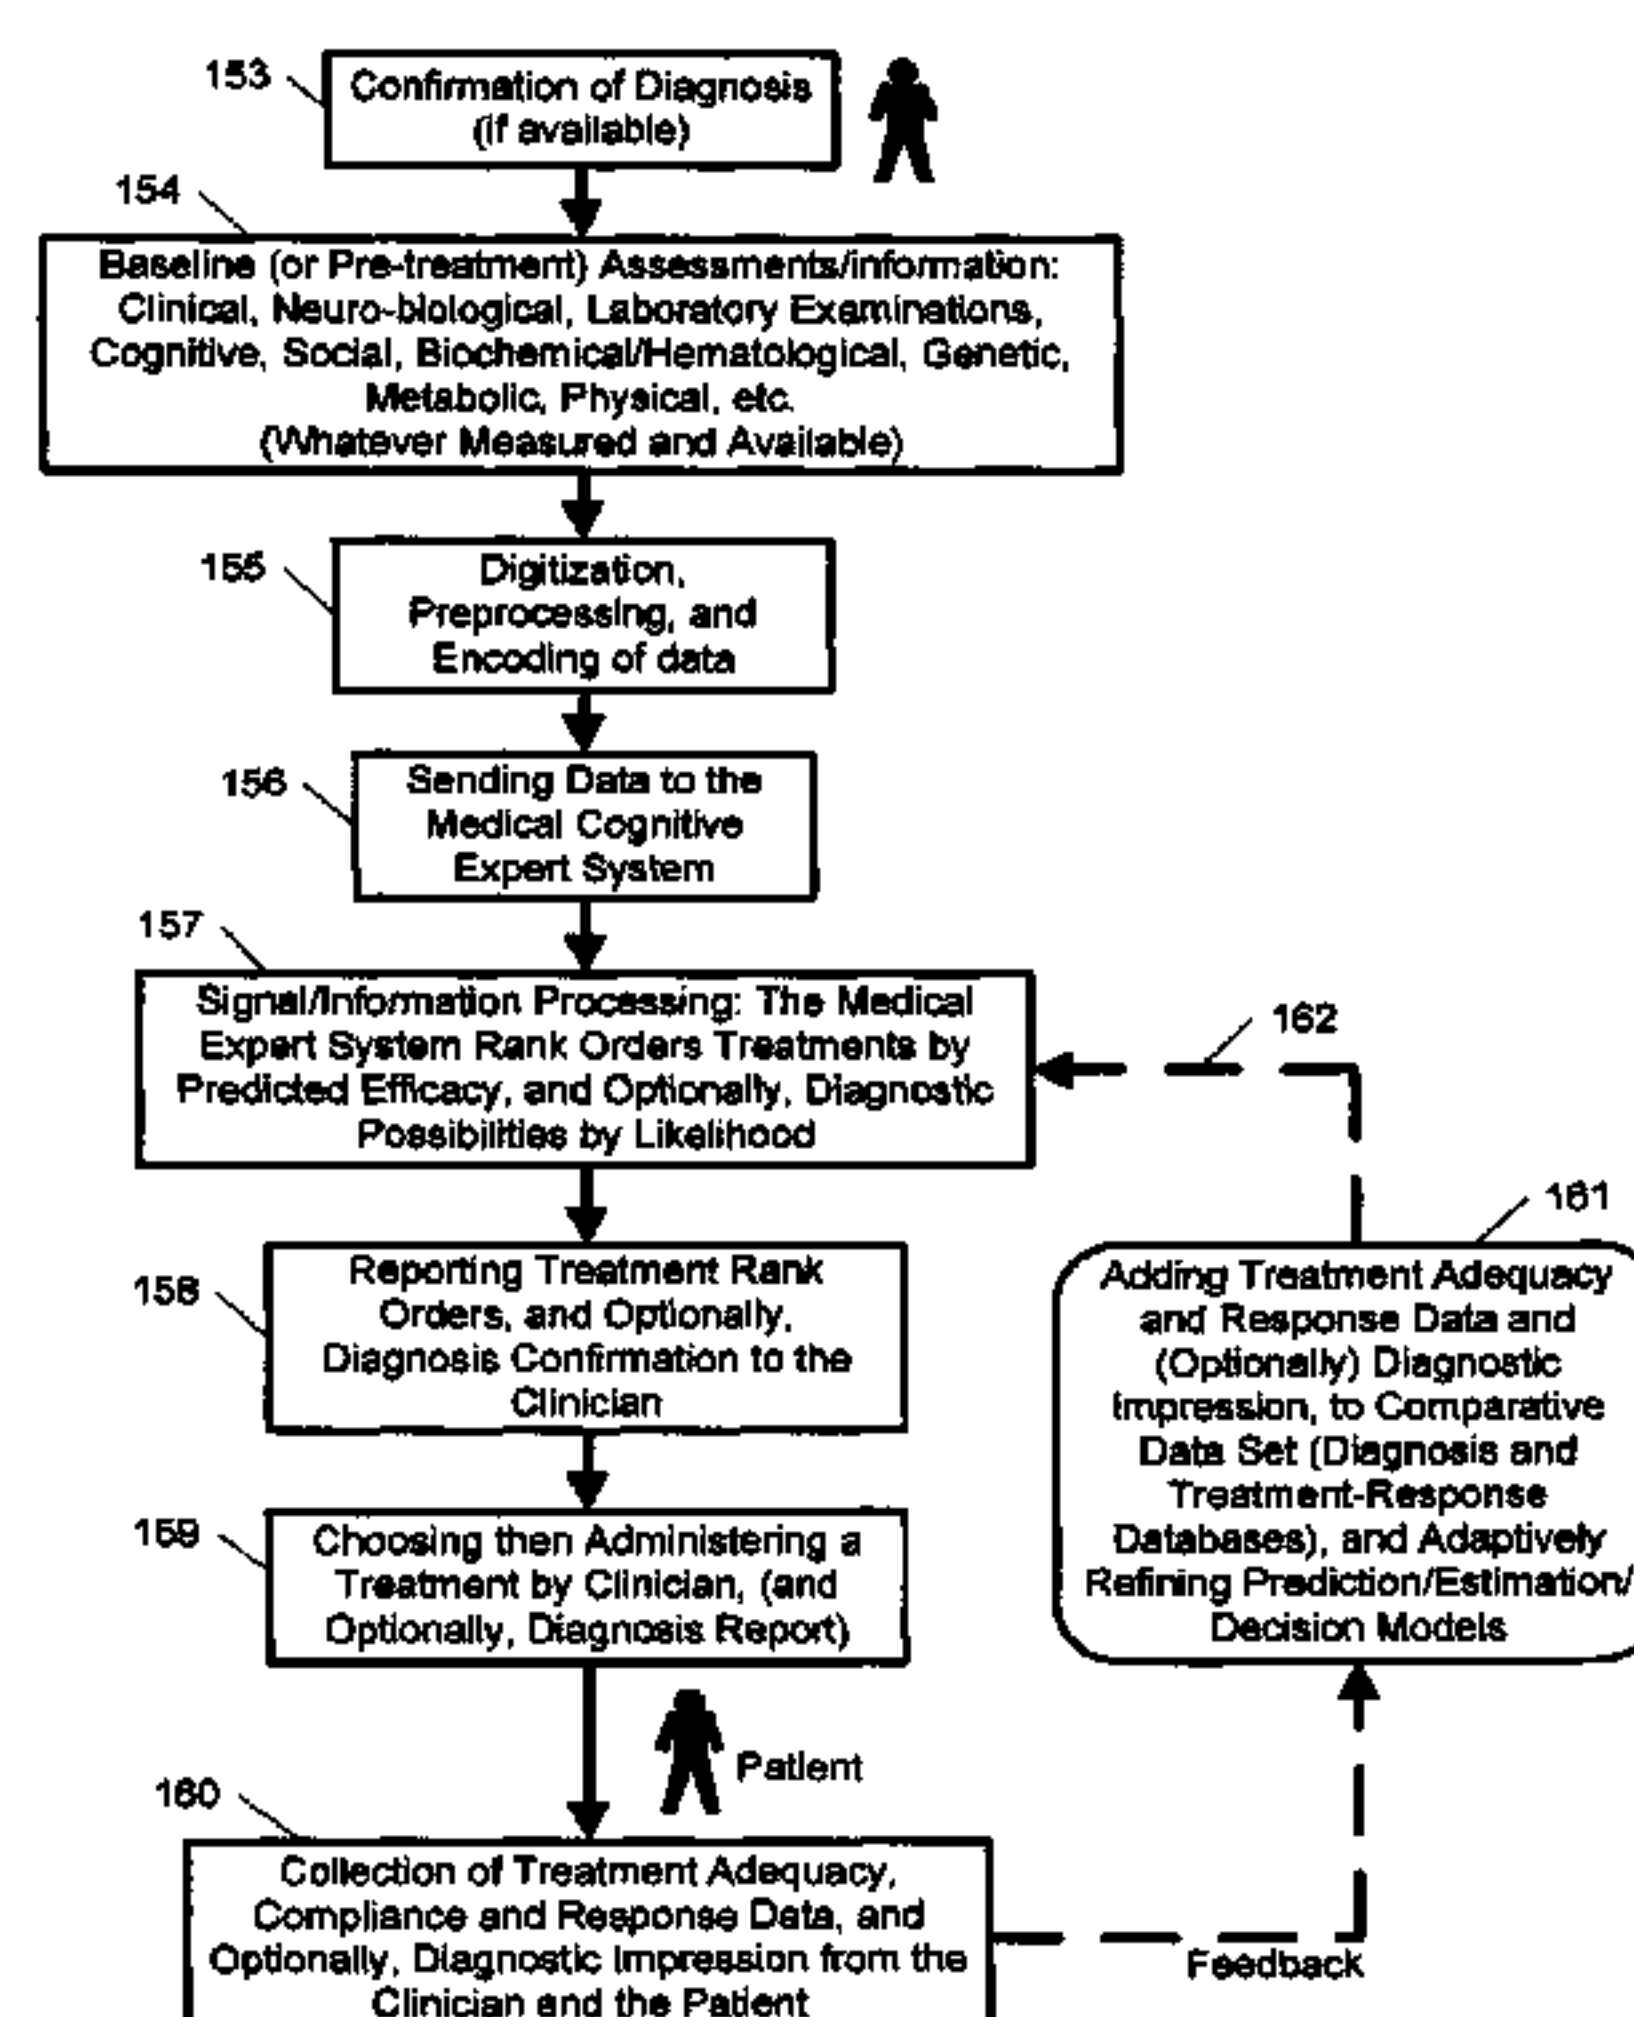 153
Confirmation of Diagnosis
(if available)
154
Baseline (or Pre-treatment) Assessments/information:
Clinical, Neuro-biological, Laboratory Examinations,
Cognitive, Social, Biochemical/Hematological, Genetic,
Metabolic, Physical, etc.
(Whatever Measured and Available)
155
Digitization,
Preprocessing, and
Encoding of data
156
Sending Data to the
Medical Cognitive
Expert System
157
Signal/Information Processing: The Medical
Expert System Rank Orders Treatments by
Predicted Efficacy, and Optionally, Diagnostic
Possibilities by Likelihood
162
158
Reporting Treatment Rank
Orders, and Optionally,
Diagnosis Confirmation to the
Clinician
161
Adding Treatment Adequacy
and Response Data and
(Optionally) Diagnostic
Impression, to Comparative
Data Set (Diagnosis and
Treatment-Response
Databases), and Adaptively
Refining Prediction/Estimation/
Decision Models
159
Choosing then Administering a
Treatment by Clinician, (and
Optionally, Diagnosis Report)
Patient
160
Collection of Treatment Adequacy,
Compliance and Response Data, and
Optionally, Diagnostic Impression from the
Clinician and the Patient
Feedback